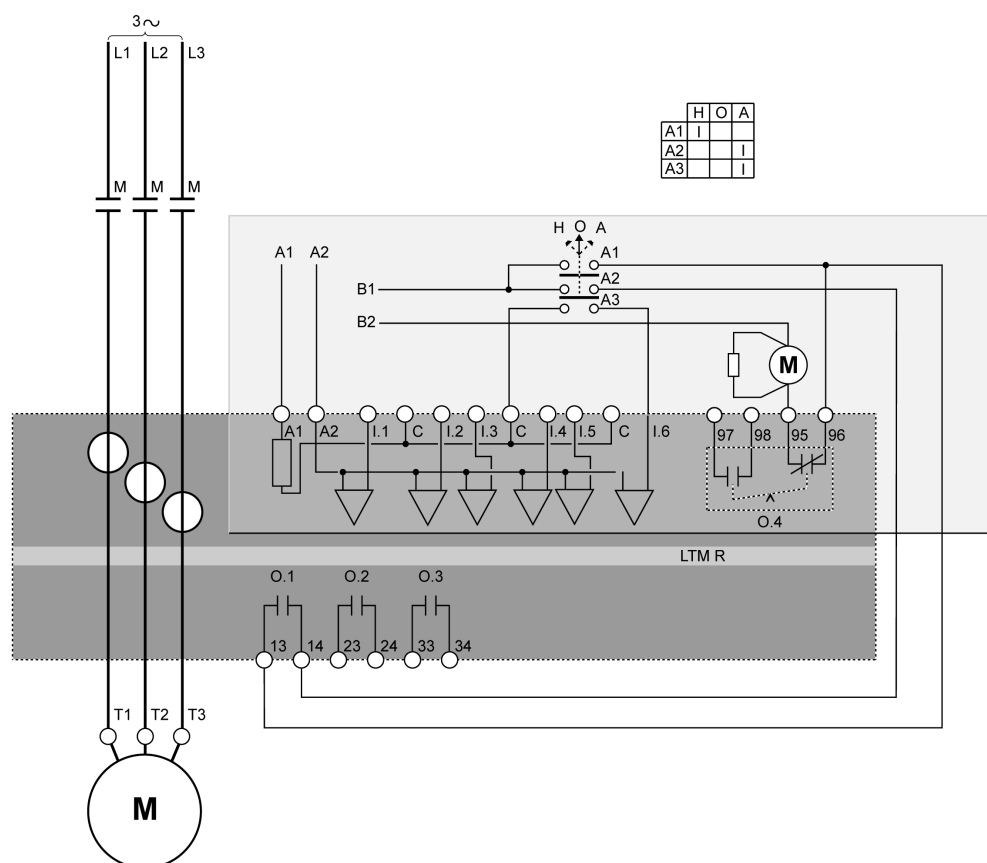 3~
L1 L2 L3
H O A
A1 I
A2 I
A3 I
M M M
H O A
A1 A2 A1
A2
B1
A3
B2
M
A1 A2 I.1 C I.2 I.3 C I.4 I.5 C I.6 97 98 95 96
O.4
LTM R
O.1 O.2 O.3
13 14 23 24 33 34
T1 T2 T3
M